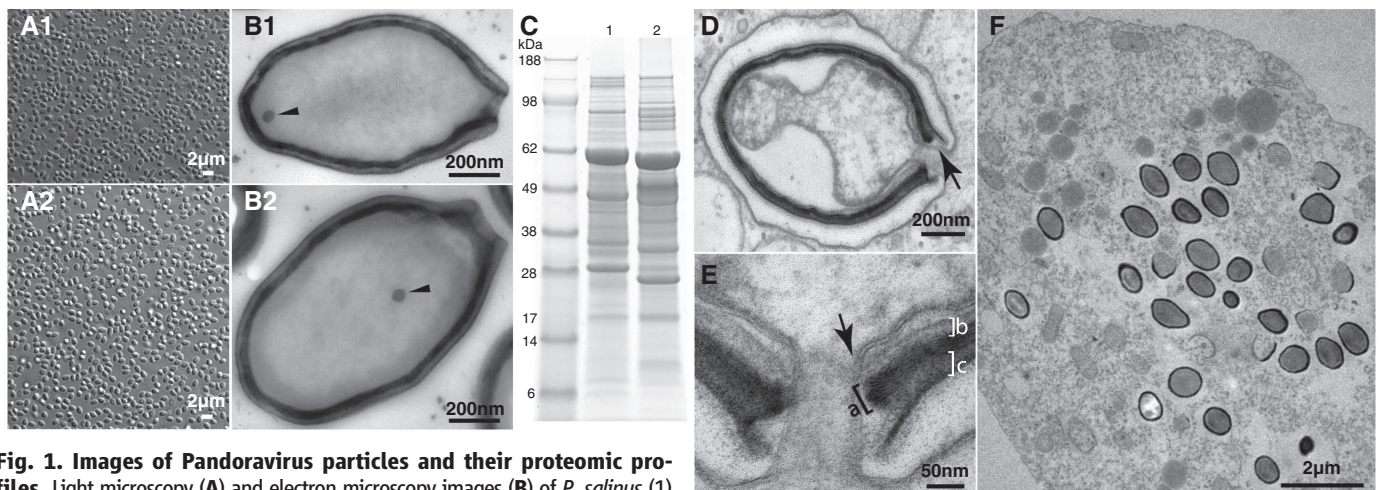 A1
2µm
A2
2µm
B1
200nm
B2
200nm
C
1 2
kDa
188
98
62
49
38
28
17
14
6
D
200nm
E
b
c
a
50nm
F
2µm
Fig. 1. Images of Pandoravirus particles and their proteomic pro-
files. Light microscopy (A) and electron microscopy images (B) of P. salinus (1)